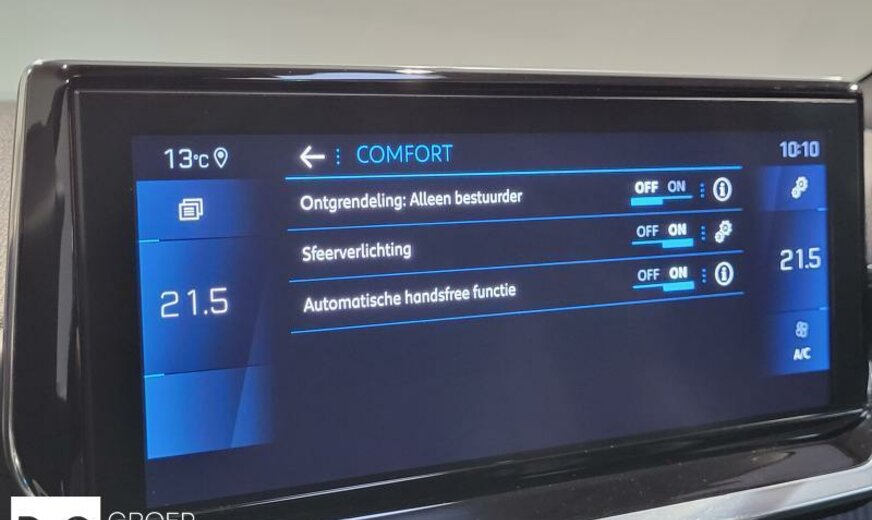 13°C
COMFORT
10:10
Ontgrendeling: Alleen bestuurder OFF ON
Sfeerverlichting OFF ON
Automatische handsfree functie OFF ON
21.5
21.5
A/C
GROEP